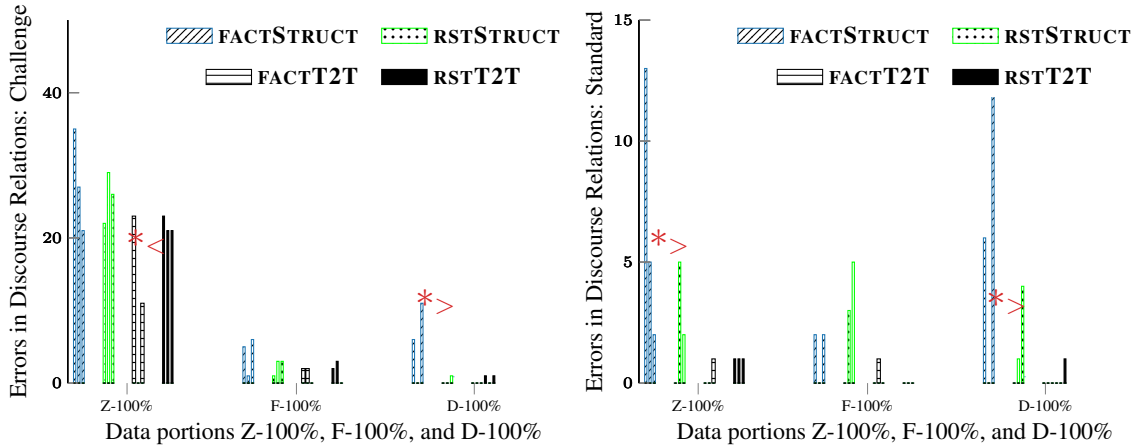 Errors in Discourse Relations: Challenge
FACTSTRUCT RSTSTRUCT
FACTT2T RSTT2T
40
20
0
* <
* >
Z-100% F-100% D-100%
Data portions Z-100%, F-100%, and D-100%
Errors in Discourse Relations: Standard
FACTSTRUCT RSTSTRUCT
FACTT2T RSTT2T
15
10
5
0
* >
* >
Z-100% F-100% D-100%
Data portions Z-100%, F-100%, and D-100%